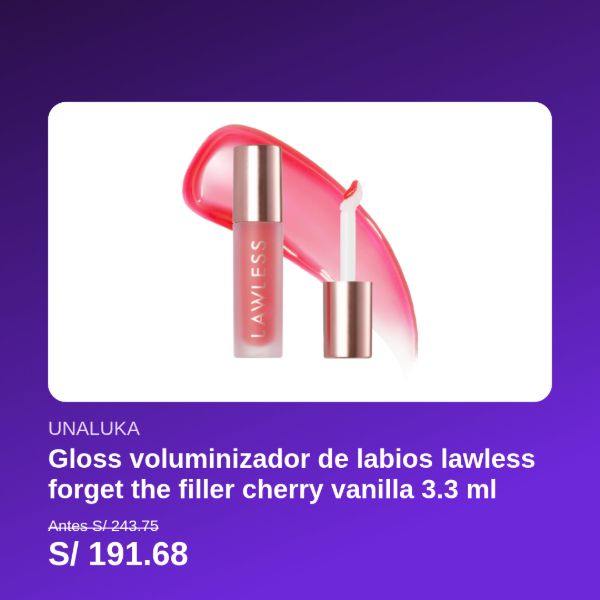 LAWLESS
UNALUKA
Gloss voluminizador de labios lawless
forget the filler cherry vanilla 3.3 ml
Antes S/ 243.75
S/ 191.68